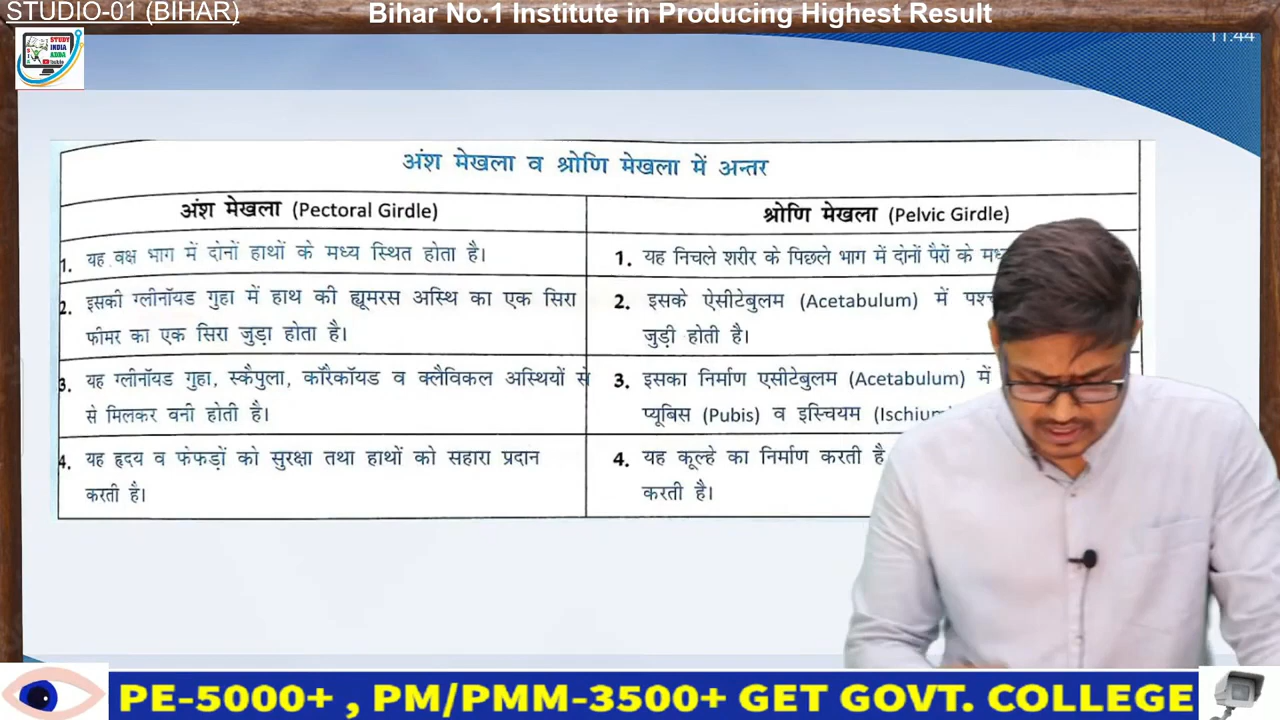 STUDIO-01 (BIHAR)
Bihar No.1 Institute in Producing Highest Result
11:44
STUDY
INDIA
ADDA
अंश मेखला व श्रोणि मेखला में अन्तर
अंश मेखला (Pectoral Girdle)
श्रोणि मेखला (Pelvic Girdle)
1. यह वक्ष भाग में दोनों हाथों के मध्य स्थित होता है।
1. यह निचले शरीर के पिछले भाग में दोनों पैरों के
2. इसकी ग्लीनॉयड गुहा में हाथ की ह्यूमरस अस्थि का एक सिरा
फीमर का एक सिरा जुड़ा होता है।
2. इसके ऐसीटेबुलम (Acetabulum) में
जुड़ी होती है।
3. यह ग्लीनॉयड गुहा, स्कैपुला, कॉरैकॉयड व क्लैविकल अस्थियों से
से मिलकर वनी होती है।
3. इसका निर्माण एसीटेबुलम (Acetabulum) में
प्यूबिस (Pubis) व इस्चियम
4. यह हृदय व फेफड़ों को सुरक्षा तथा हाथों को सहारा प्रदान
करती है।
4. यह कूल्हे का निर्माण करती है
करती है।
PE-5000+ , PM/PMM-3500+ GET GOVT. COLLEGE